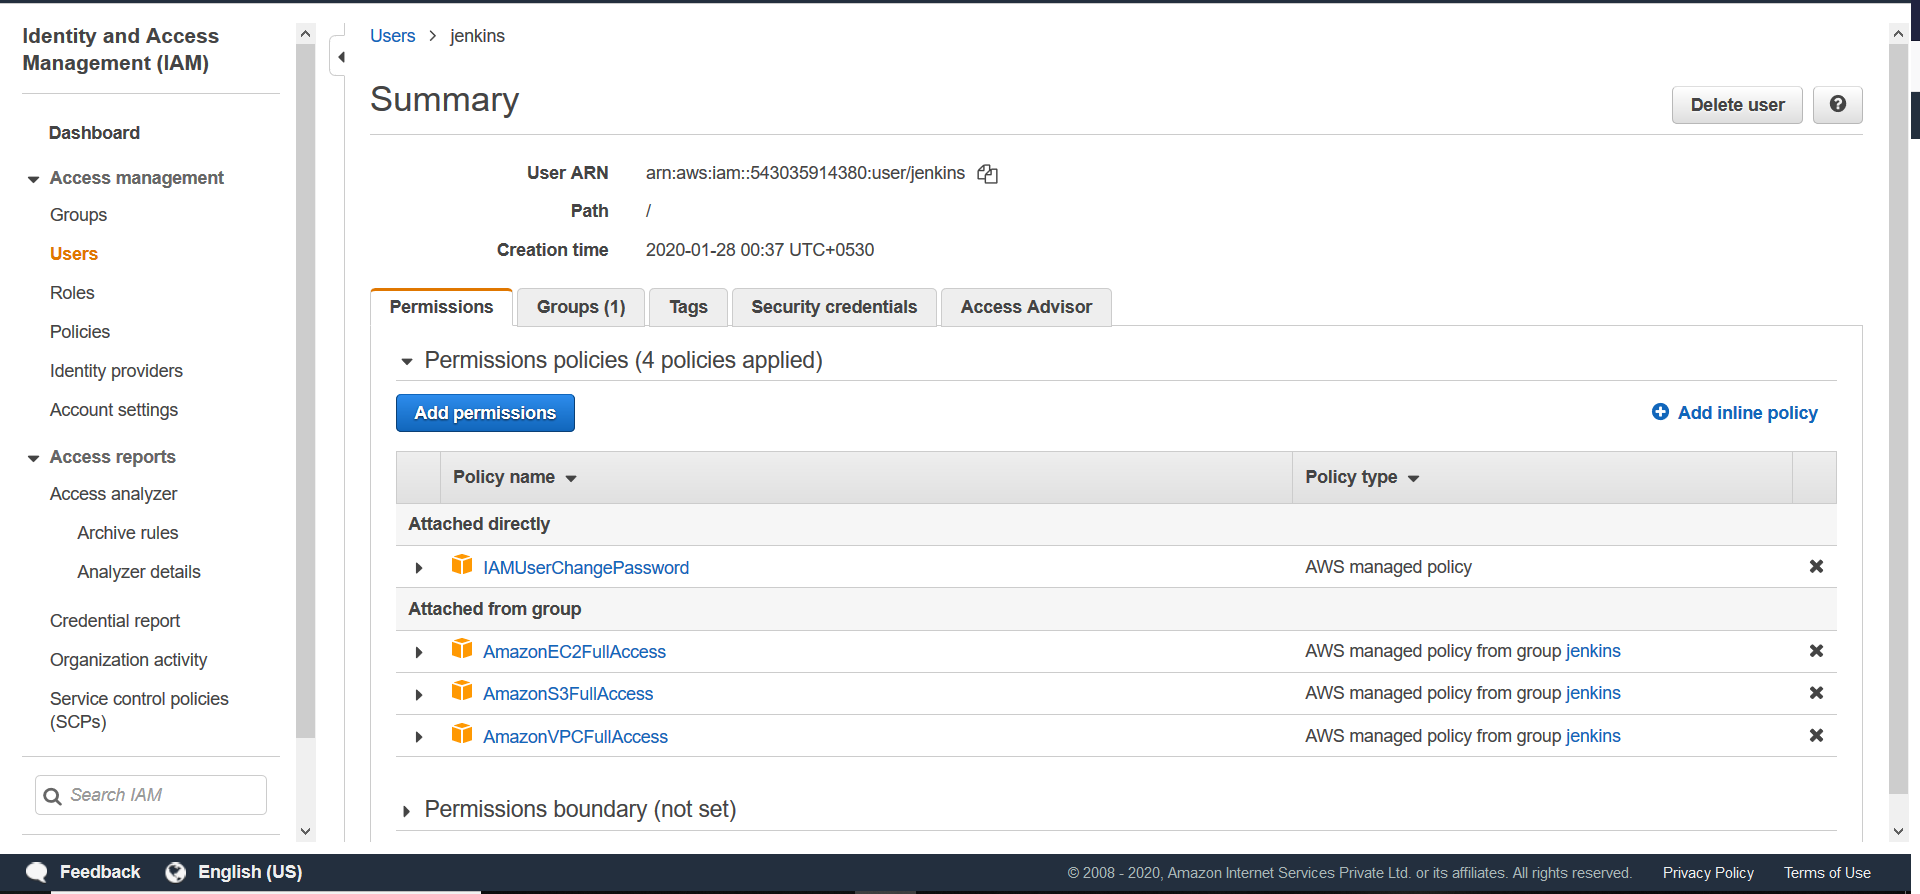 Identity and Access
Management (IAM)
Dashboard
Access management
Groups
Users
Roles
Policies
Identity providers
Account settings
Access reports
Access analyzer
Archive rules
Analyzer details
Credential report
Organization activity
Service control policies
(SCPs)
Search IAM
Users > jenkins
Summary
Delete user
User ARN arn:aws:iam::543035914380:user/jenkins
Path /
Creation time 2020-01-28 00:37 UTC+0530
Permissions Groups (1) Tags Security credentials Access Advisor
Permissions policies (4 policies applied)
Add permissions Add inline policy
Policy name Policy type
Attached directly
IAMUserChangePassword AWS managed policy
Attached from group
AmazonEC2FullAccess AWS managed policy from group jenkins
AmazonS3FullAccess AWS managed policy from group jenkins
AmazonVPCFullAccess AWS managed policy from group jenkins
Permissions boundary (not set)
Feedback English (US) © 2008 - 2020, Amazon Internet Services Private Ltd. or its affiliates. All rights reserved. Privacy Policy Terms of Use